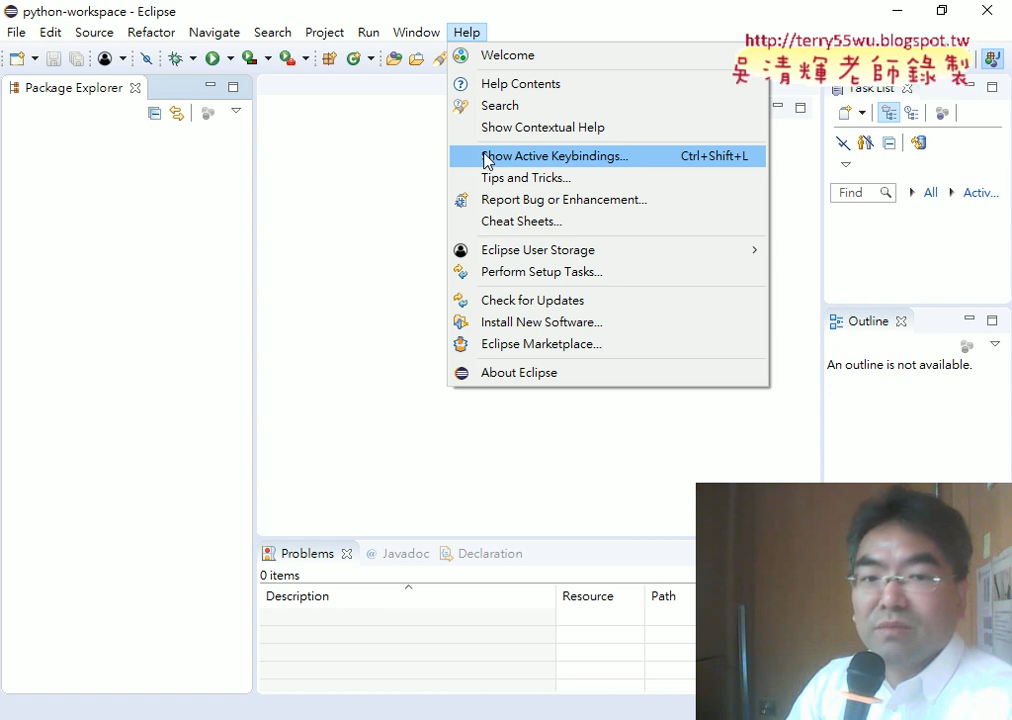 python-workspace - Eclipse
File Edit Source Refactor Navigate Search Project Run Window Help
http://terry55wu.blogspot.tw
吳清輝老師錄製
Package Explorer
Welcome
Help Contents
Search
Show Contextual Help
Show Active Keybindings... Ctrl+Shift+L
Tips and Tricks...
Report Bug or Enhancement...
Cheat Sheets...
Eclipse User Storage
Perform Setup Tasks...
Check for Updates
Install New Software...
Eclipse Marketplace...
About Eclipse
Task List
Find All Activ...
Outline
An outline is not available.
Problems Javadoc Declaration
0 items
Description Resource Path